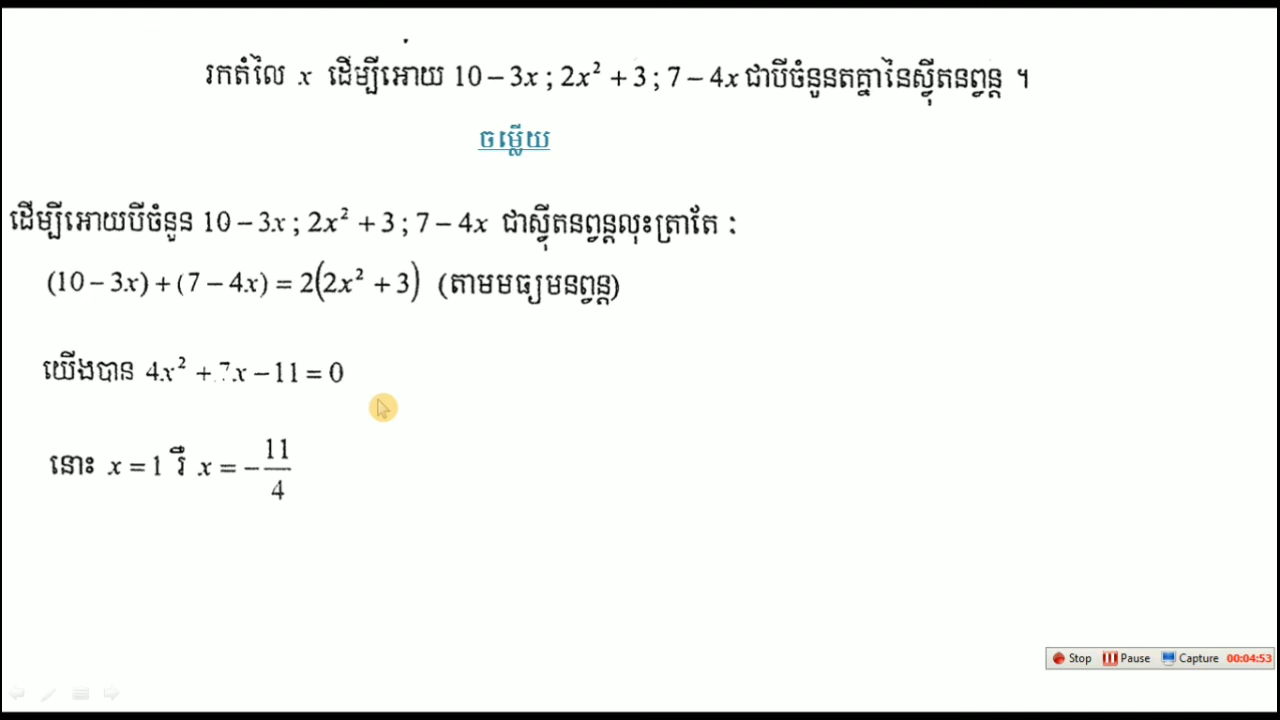 រកតំលៃ x ដើម្បីអោយ 10 – 3x ; 2x² + 3 ; 7 – 4x ជាបីចំនួនតគ្នានៃស្វ៊ីតនព្វន្ត ។
ចម្លើយ
ដើម្បីអោយបីចំនួន 10 – 3x ; 2x² + 3 ; 7 – 4x ជាស្វ៊ីតនព្វន្តលុះត្រាតែ ៈ
(10 – 3x) + (7 – 4x) = 2(2x² + 3) (តាមមធ្យមនព្វន្ត)
យើងបាន 4x² + 7x – 11 = 0
នោះ x = 1 រឺ x = – 11/4
Stop Pause Capture 00:04:53